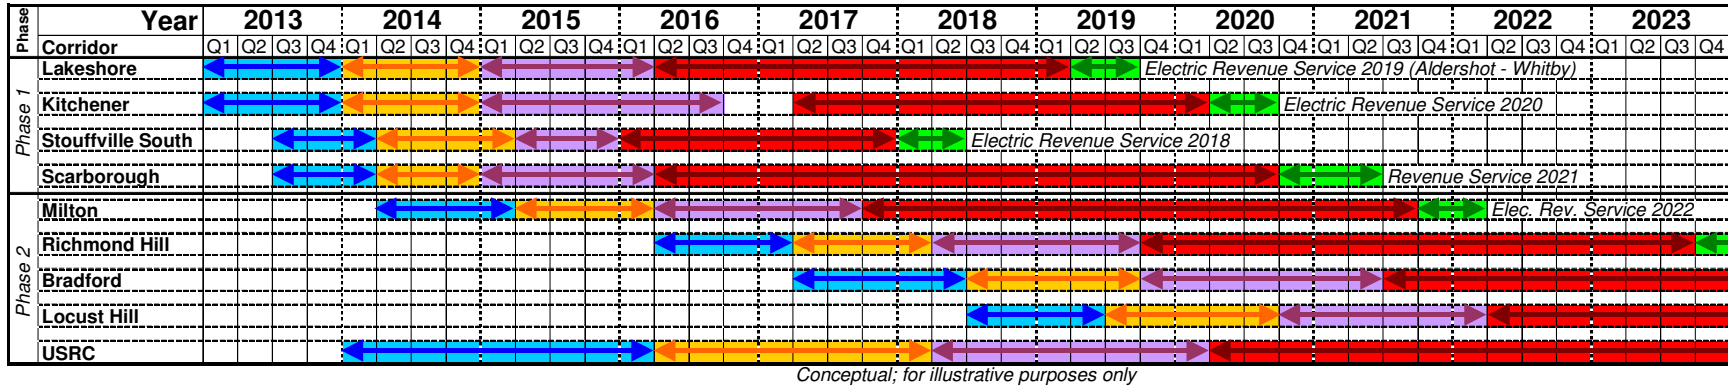 Phase Year 2013 2014 2015 2016 2017 2018 2019 2020 2021 2022 2023
Corridor Q1 Q2 Q3 Q4 Q1 Q2 Q3 Q4 Q1 Q2 Q3 Q4 Q1 Q2 Q3 Q4 Q1 Q2 Q3 Q4 Q1 Q2 Q3 Q4 Q1 Q2 Q3 Q4 Q1 Q2 Q3 Q4 Q1 Q2 Q3 Q4 Q1 Q2 Q3 Q4 Q1 Q2 Q3 Q4
Phase 1
Lakeshore Electric Revenue Service 2019 (Aldershot - Whitby)
Kitchener Electric Revenue Service 2020
Stouffville South Electric Revenue Service 2018
Scarborough Revenue Service 2021
Phase 2
Milton Elec. Rev. Service 2022
Richmond Hill
Bradford
Locust Hill
USRC
Conceptual; for illustrative purposes only